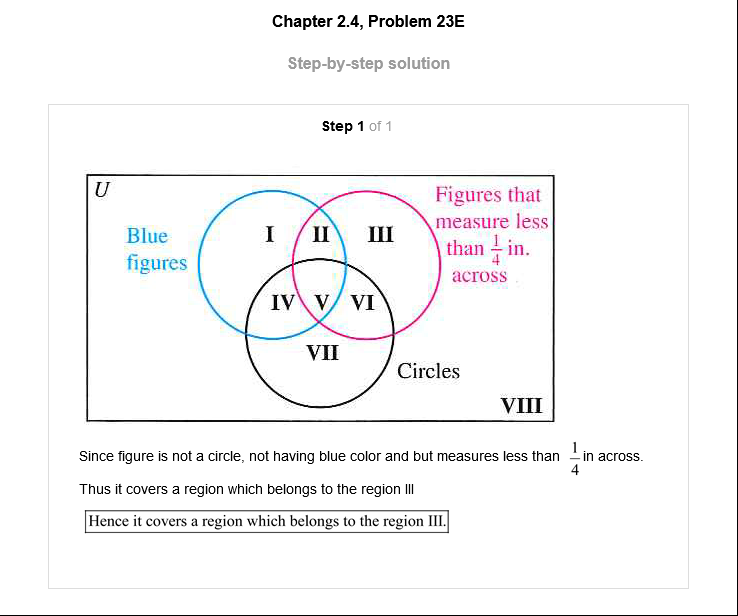 Chapter 2.4, Problem 23E
Step-by-step solution
Step 1 of 1
U
Blue
figures
I
II
III
Figures that
measure less
than 1/4 in.
across
IV
V
VI
VII
Circles
VIII
Since figure is not a circle, not having blue color and but measures less than 1/4 in across.
Thus it covers a region which belongs to the region III
Hence it covers a region which belongs to the region III.